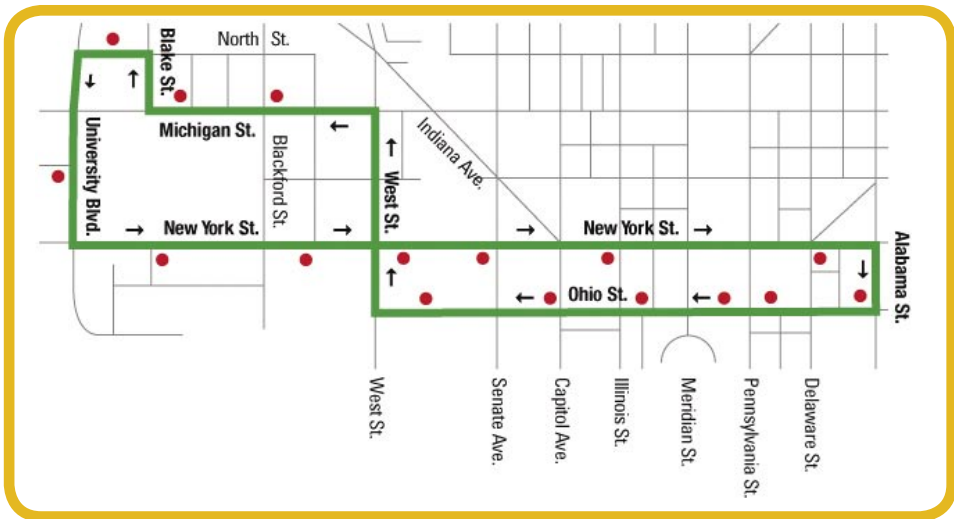 North St.
Blake St.
Michigan St.
Indiana Ave.
University Blvd.
Blackford St.
West St.
New York St.
New York St.
Alabama St.
Ohio St.
West St.
Senate Ave.
Capitol Ave.
Illinois St.
Meridian St.
Pennsylvania St.
Delaware St.